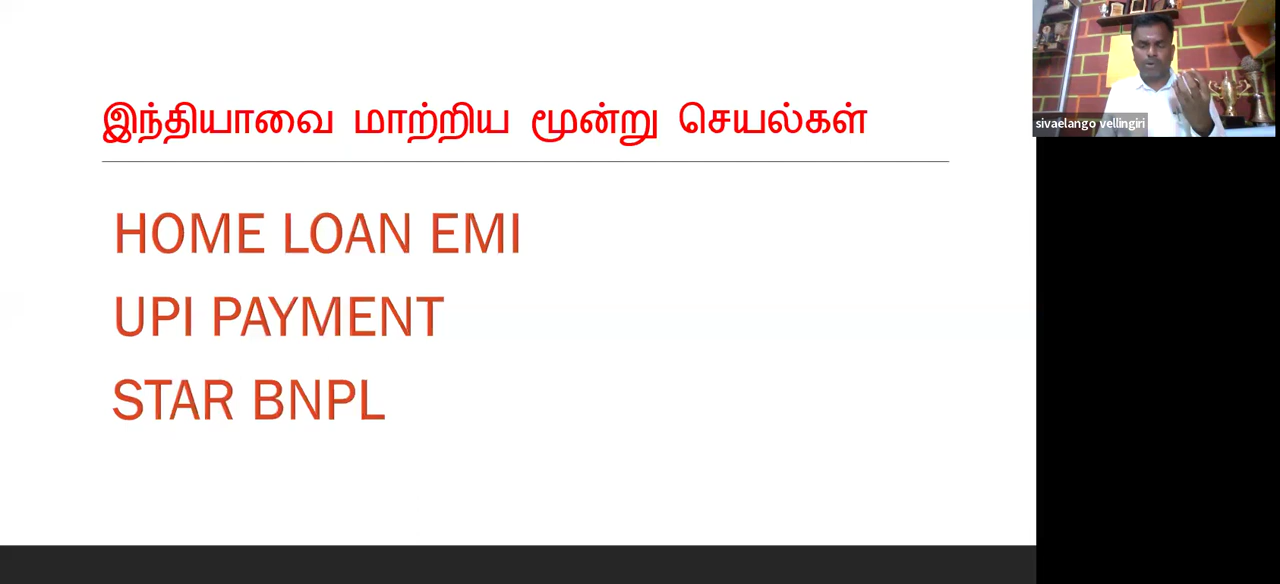 இந்தியாவை மாற்றிய மூன்று செயல்கள்
HOME LOAN EMI
UPI PAYMENT
STAR BNPL
sivaelango vellingiri